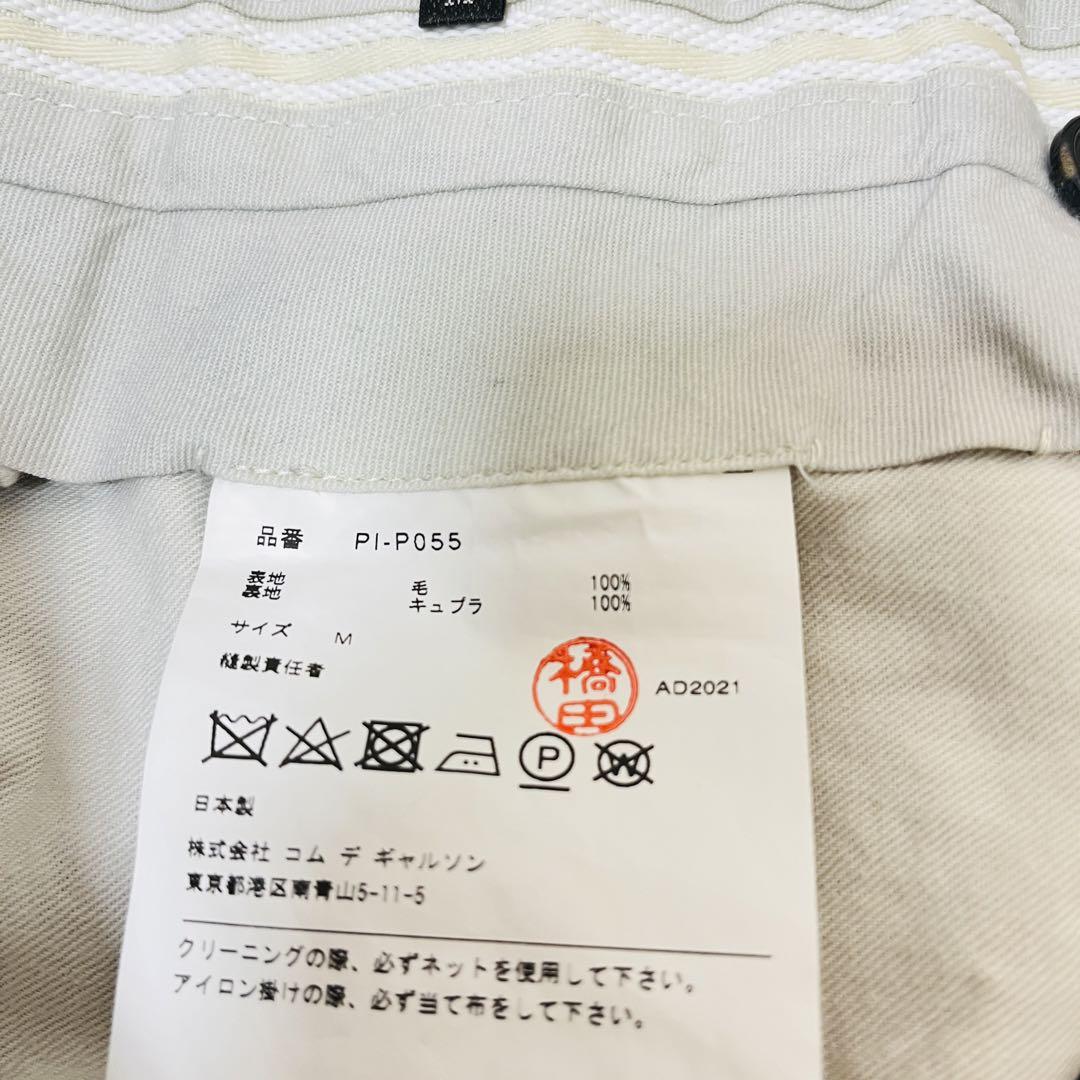 品番 PI-P055
表地 毛 100%
裏地 キュプラ 100%
サイズ M
縫製責任者 橋田 AD2021
P W
日本製
株式会社 コム デ ギャルソン
東京都港区南青山5-11-5
クリーニングの際、必ずネットを使用して下さい。
アイロン掛けの際、必ず当て布をして下さい。